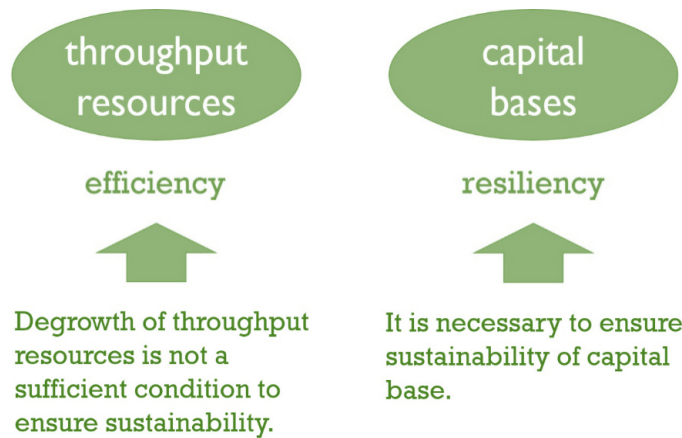 throughput
resources
efficiency
Degrowth of throughput
resources is not a
sufficient condition to
ensure sustainability.
capital
bases
resiliency
It is necessary to ensure
sustainability of capital
base.